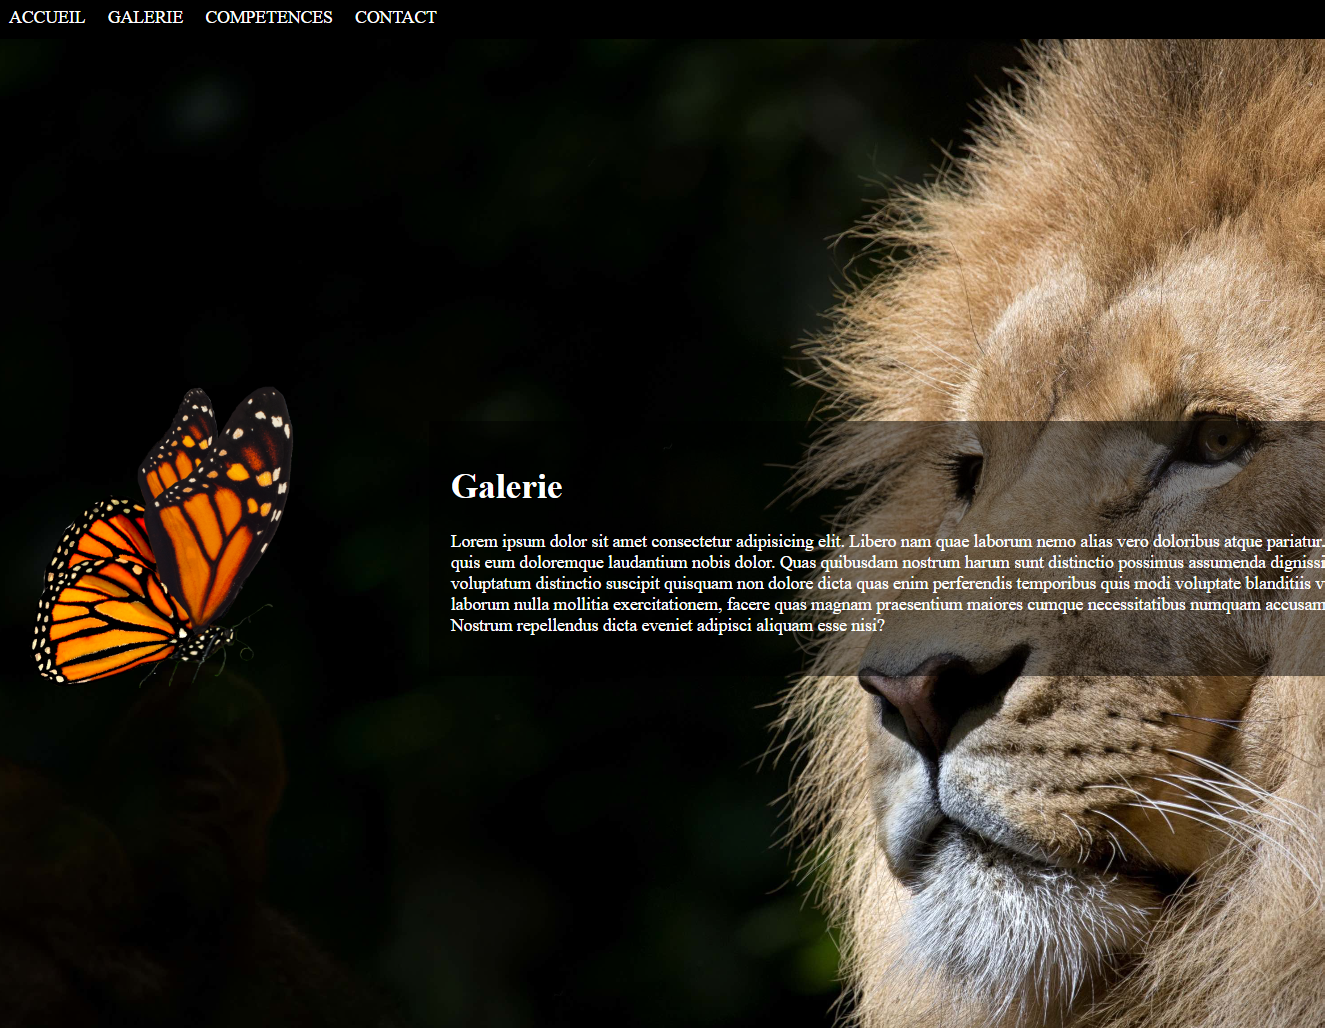 ACCUEIL GALERIE COMPETENCES CONTACT
Galerie
Lorem ipsum dolor sit amet consectetur adipisicing elit. Libero nam quae laborum nemo alias vero doloribus atque pariatur.
quis eum doloremque laudantium nobis dolor. Quas quibusdam nostrum harum sunt distinctio possimus assumenda dignissi
voluptatum distinctio suscipit quisquam non dolore dicta quas enim perferendis temporibus quis modi voluptate blanditiis v
laborum nulla mollitia exercitationem, facere quas magnam praesentium maiores cumque necessitatibus numquam accusam
Nostrum repellendus dicta eveniet adipisci aliquam esse nisi?